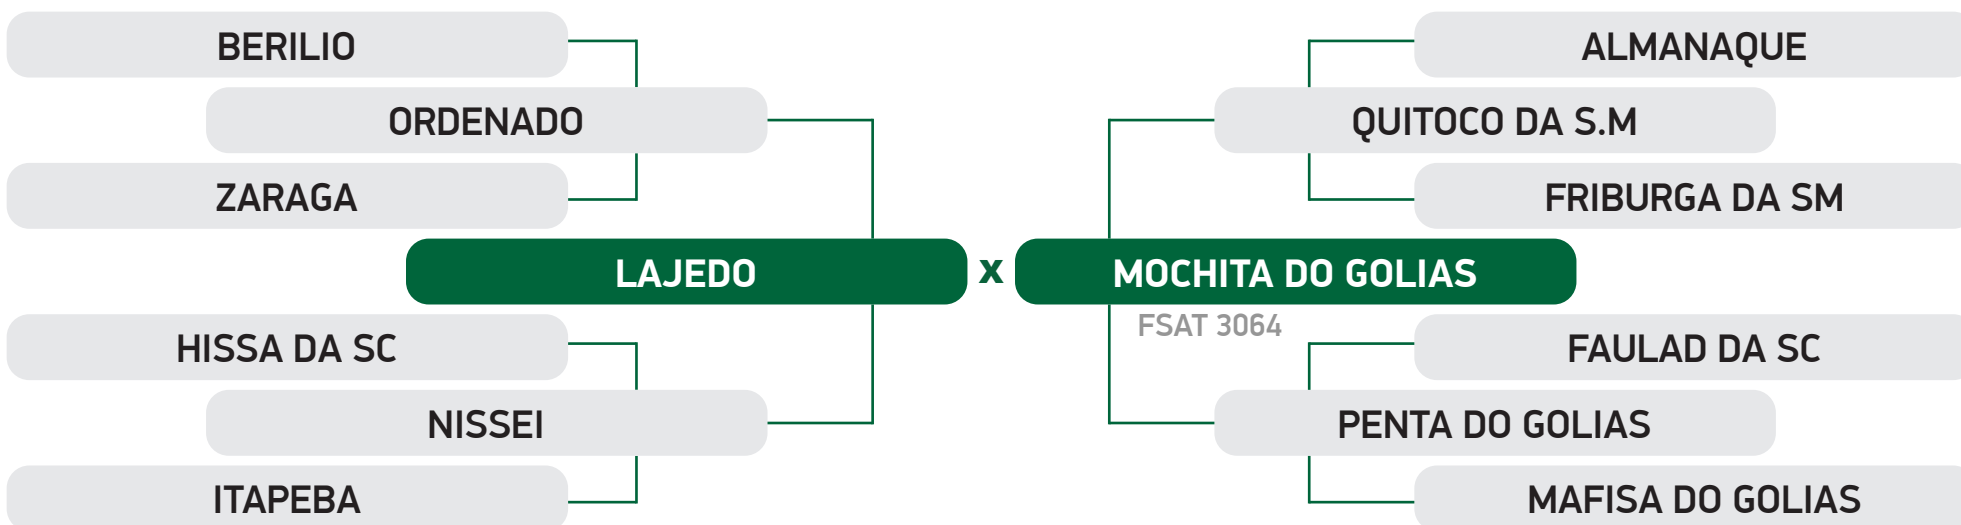 BERILIO
ALMANAQUE
ORDENADO
QUITOCO DA S.M
ZARAGA
FRIBURGA DA SM
LAJEDO x MOCHITA DO GOLIAS
FSAT 3064
HISSA DA SC
FAULAD DA SC
NISSEI
PENTA DO GOLIAS
ITAPEBA
MAFISA DO GOLIAS